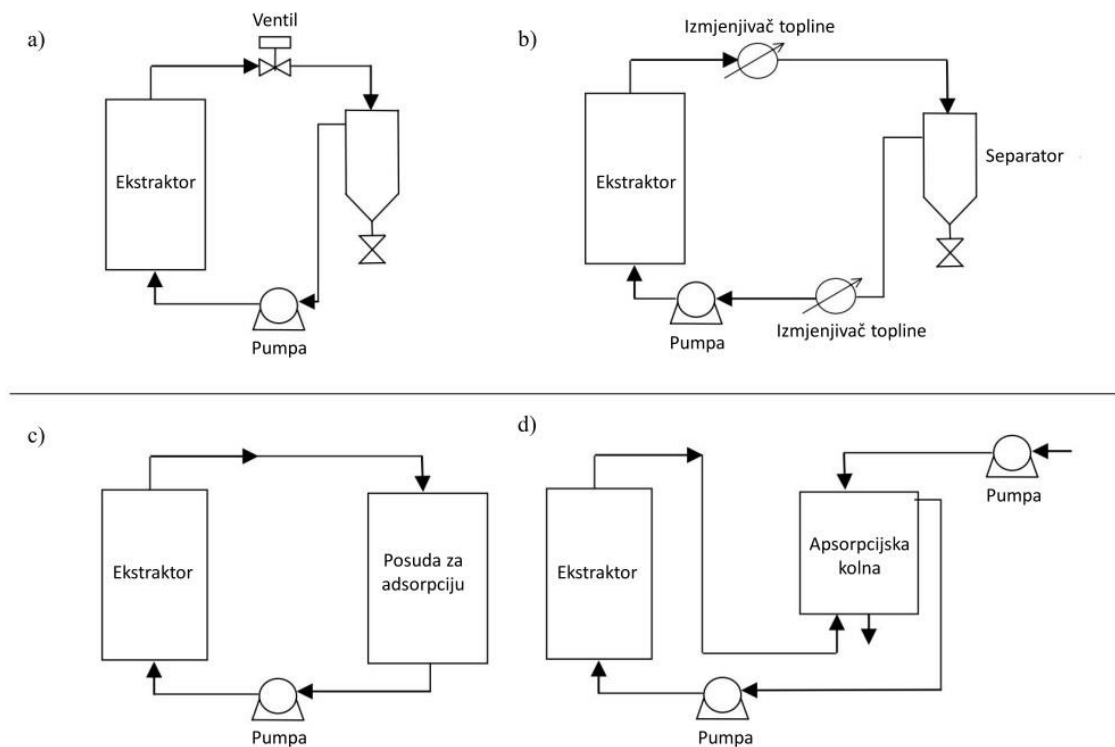 a)
Ventil
Ekstraktor
Pumpa
b)
Izmjenjivač topline
Ekstraktor
Separator
Izmjenjivač topline
Pumpa
c)
Ekstraktor
Posuda za
adsorpciju
Pumpa
d)
Pumpa
Ekstraktor
Apsorpcijska
kolna
Pumpa